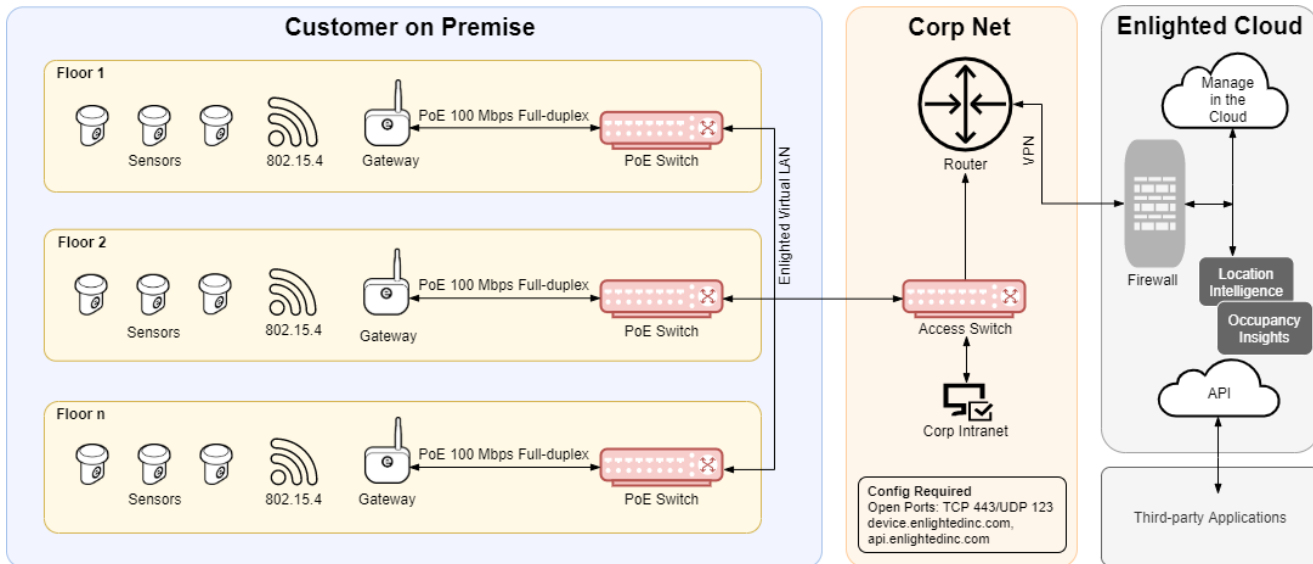 Customer on Premise
Floor 1
Sensors
802.15.4
Gateway
PoE 100 Mbps Full-duplex
PoE Switch
Floor 2
Sensors
802.15.4
Gateway
PoE 100 Mbps Full-duplex
PoE Switch
Floor n
Sensors
802.15.4
Gateway
PoE 100 Mbps Full-duplex
PoE Switch
Enlighted Virtual LAN
Corp Net
Router
VPN
Access Switch
Corp Intranet
Config Required
Open Ports: TCP 443/UDP 123
device.enlightedinc.com,
api.enlightedinc.com
Enlighted Cloud
Manage
in the
Cloud
Firewall
Location
Intelligence
Occupancy
Insights
API
Third-party Applications